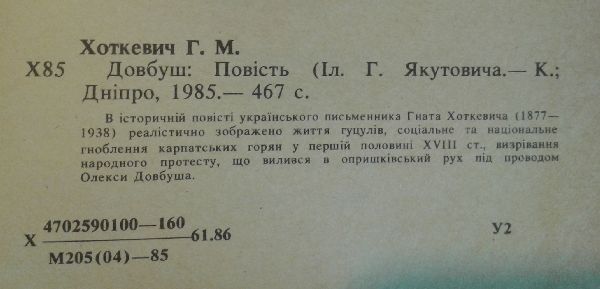 Хоткевич Г. М.
Х85 Довбуш: Повість (Іл. Г. Якутовича.— К.;
Дніпро, 1985.— 467 с.
В історичній повісті українського письменника Гната Хоткевича (1877—
1938) реалістично зображено життя гуцулів, соціальне та національне
гноблення карпатських горян у першій половині XVIII ст., визрівання
народного протесту, що вилився в опришківський рух під проводом
Олекси Довбуша.
4702590100—160
Х 61.86 У2
М205(04)—85